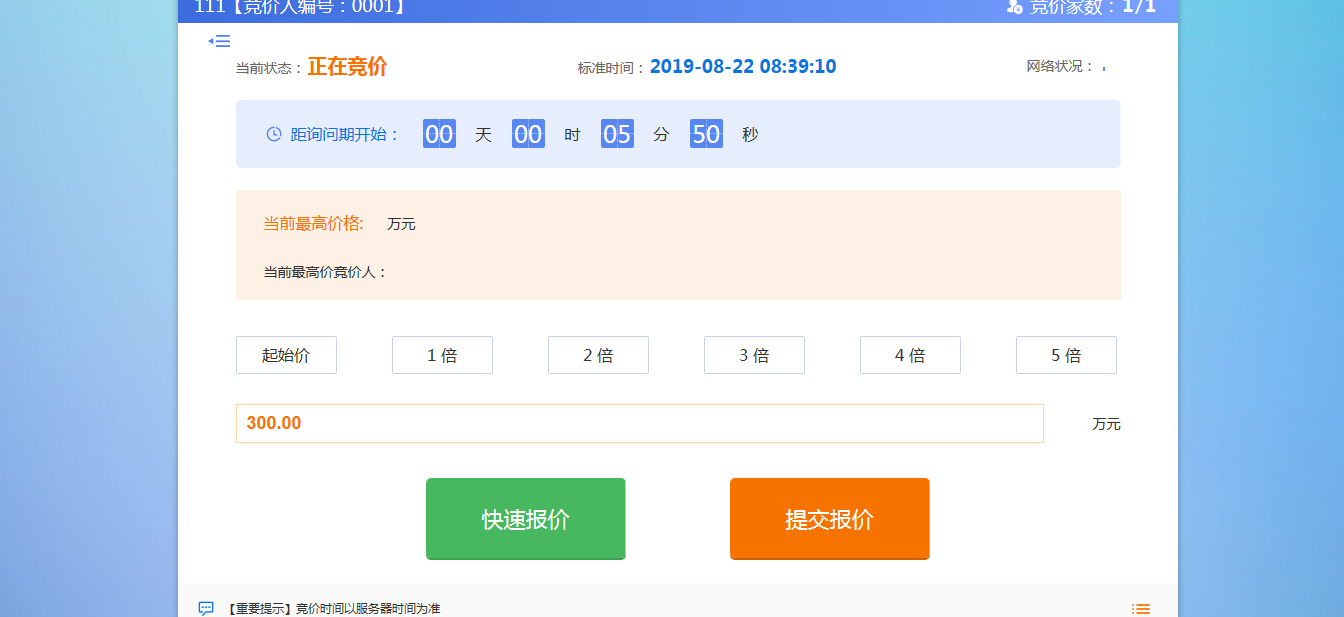 111【竞价人编号：0001】 竞价家数：1/1
当前状态：正在竞价 标准时间：2019-08-22 08:39:10 网络状况：
距询问期开始： 00 天 00 时 05 分 50 秒
当前最高价格: 万元
当前最高价竞价人：
起始价 1 倍 2 倍 3 倍 4 倍 5 倍
300.00 万元
快速报价 提交报价
【重要提示】竞价时间以服务器时间为准